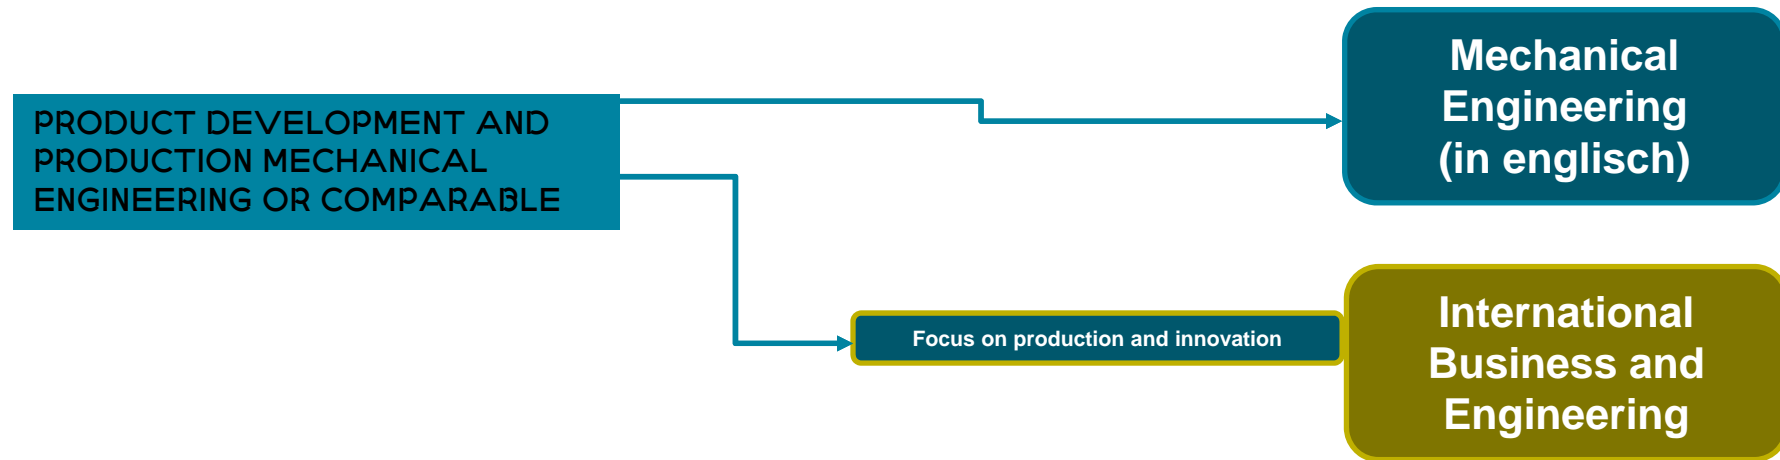 PRODUCT DEVELOPMENT AND
PRODUCTION MECHANICAL
ENGINEERING OR COMPARABLE
Mechanical
Engineering
(in englisch)
Focus on production and innovation
International
Business and
Engineering